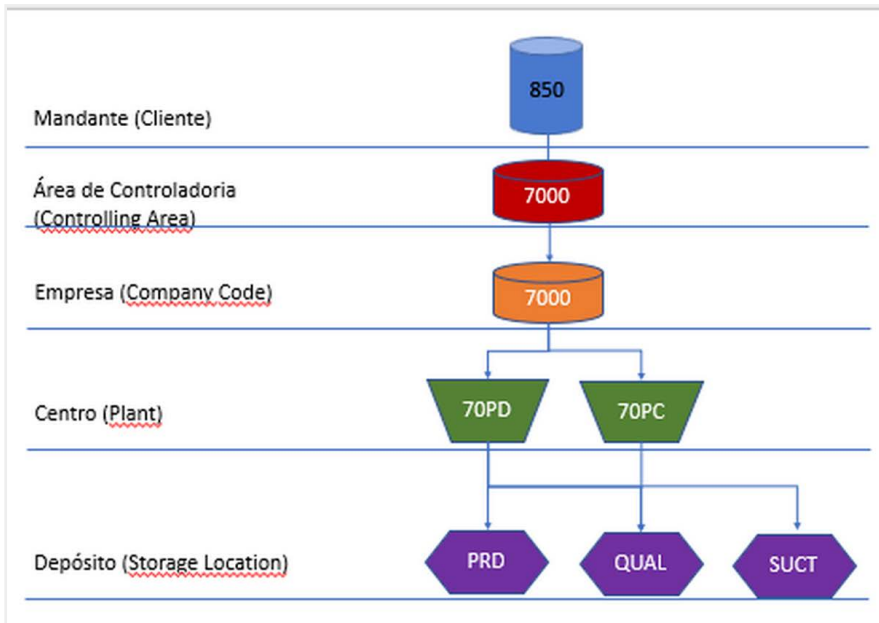 850
Mandante (Cliente)
Área de Controladoria
(Controlling Area)
7000
Empresa (Company Code)
7000
Centro (Plant)
70PD
70PC
Depósito (Storage Location)
PRD
QUAL
SUCT